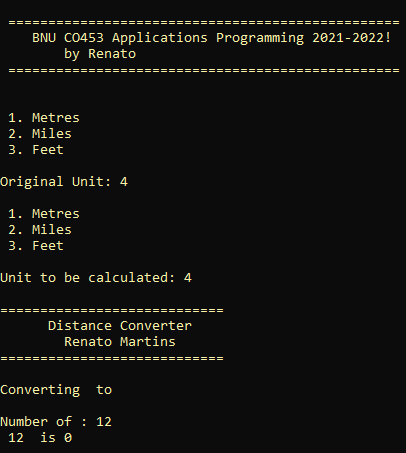 =================================================
BNU CO453 Applications Programming 2021-2022!
by Renato
=================================================
1. Metres
2. Miles
3. Feet
Original Unit: 4
1. Metres
2. Miles
3. Feet
Unit to be calculated: 4
============================
Distance Converter
Renato Martins
============================
Converting  to
Number of : 12
12  is 0